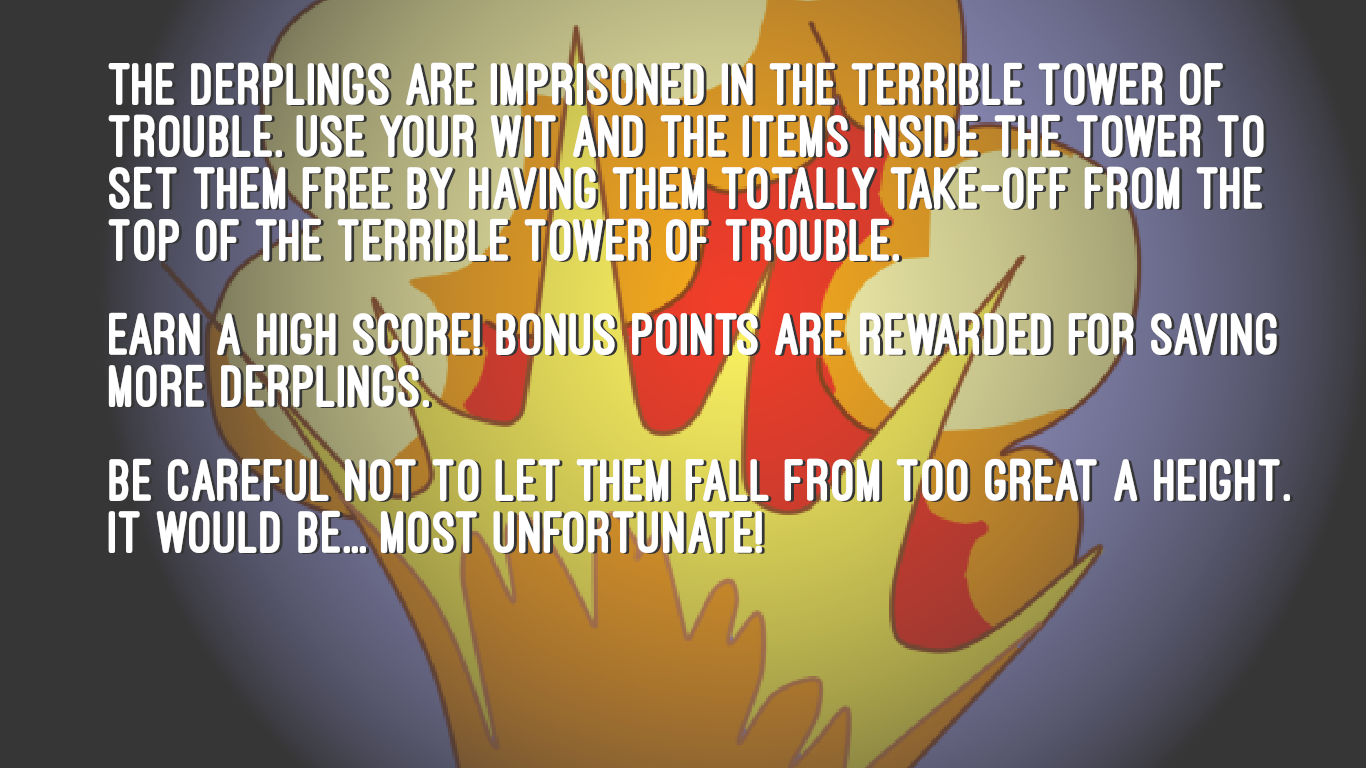 THE DERPLINGS ARE IMPRISONED IN THE TERRIBLE TOWER OF
TROUBLE. USE YOUR WIT AND THE ITEMS INSIDE THE TOWER TO
SET THEM FREE BY HAVING THEM TOTALLY TAKE-OFF FROM THE
TOP OF THE TERRIBLE TOWER OF TROUBLE.
EARN A HIGH SCORE! BONUS POINTS ARE REWARDED FOR SAVING
MORE DERPLINGS.
BE CAREFUL NOT TO LET THEM FALL FROM TOO GREAT A HEIGHT.
IT WOULD BE... MOST UNFORTUNATE!